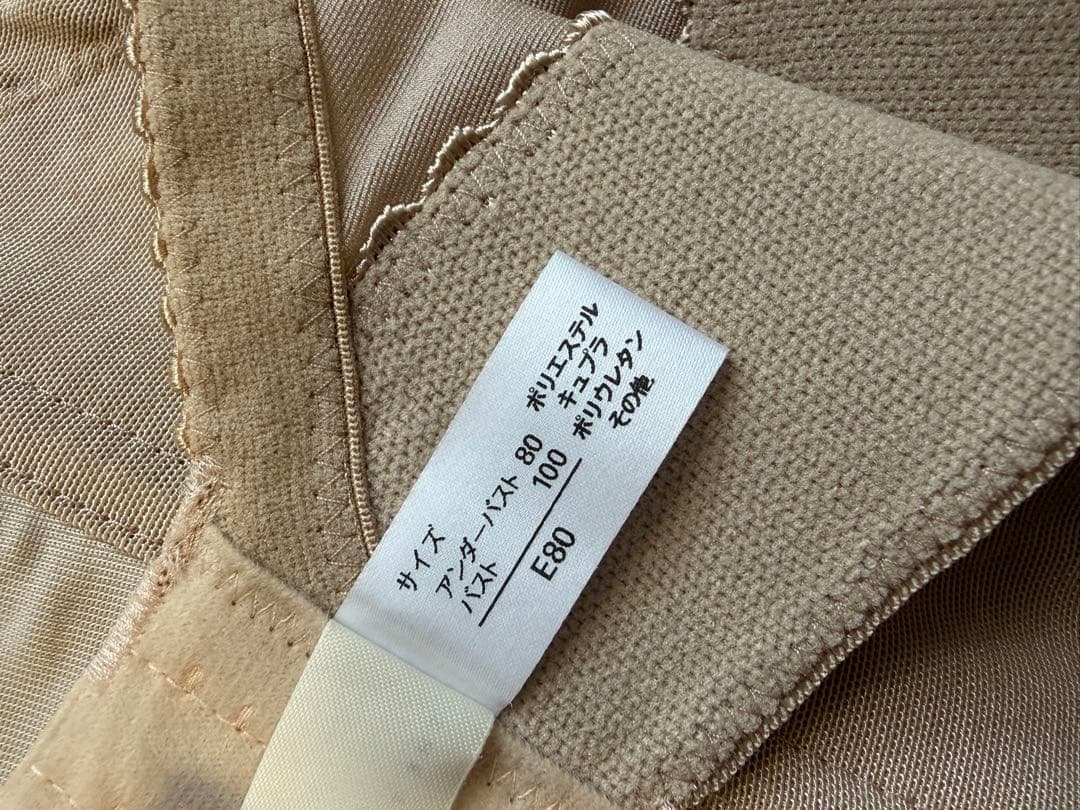 サイズ
アンダーバスト 80
バスト 100
E80
ポリエステル
キュプラ
ポリウレタン
その他